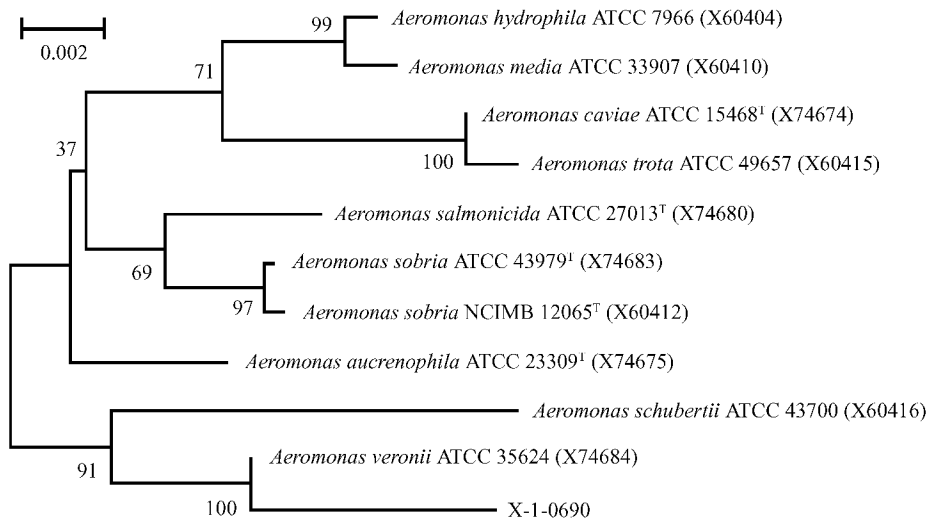 Aeromonas hydrophila ATCC 7966 (X60404)
99
0.002
Aeromonas media ATCC 33907 (X60410)
71
Aeromonas caviae ATCC 15468ᵀ (X74674)
37
100
Aeromonas trota ATCC 49657 (X60415)
Aeromonas salmonicida ATCC 27013ᵀ (X74680)
69
Aeromonas sobria ATCC 43979ᵀ (X74683)
97
Aeromonas sobria NCIMB 12065ᵀ (X60412)
Aeromonas aucrenophila ATCC 23309ᵀ (X74675)
Aeromonas schubertii ATCC 43700 (X60416)
91
Aeromonas veronii ATCC 35624 (X74684)
100
X-1-0690